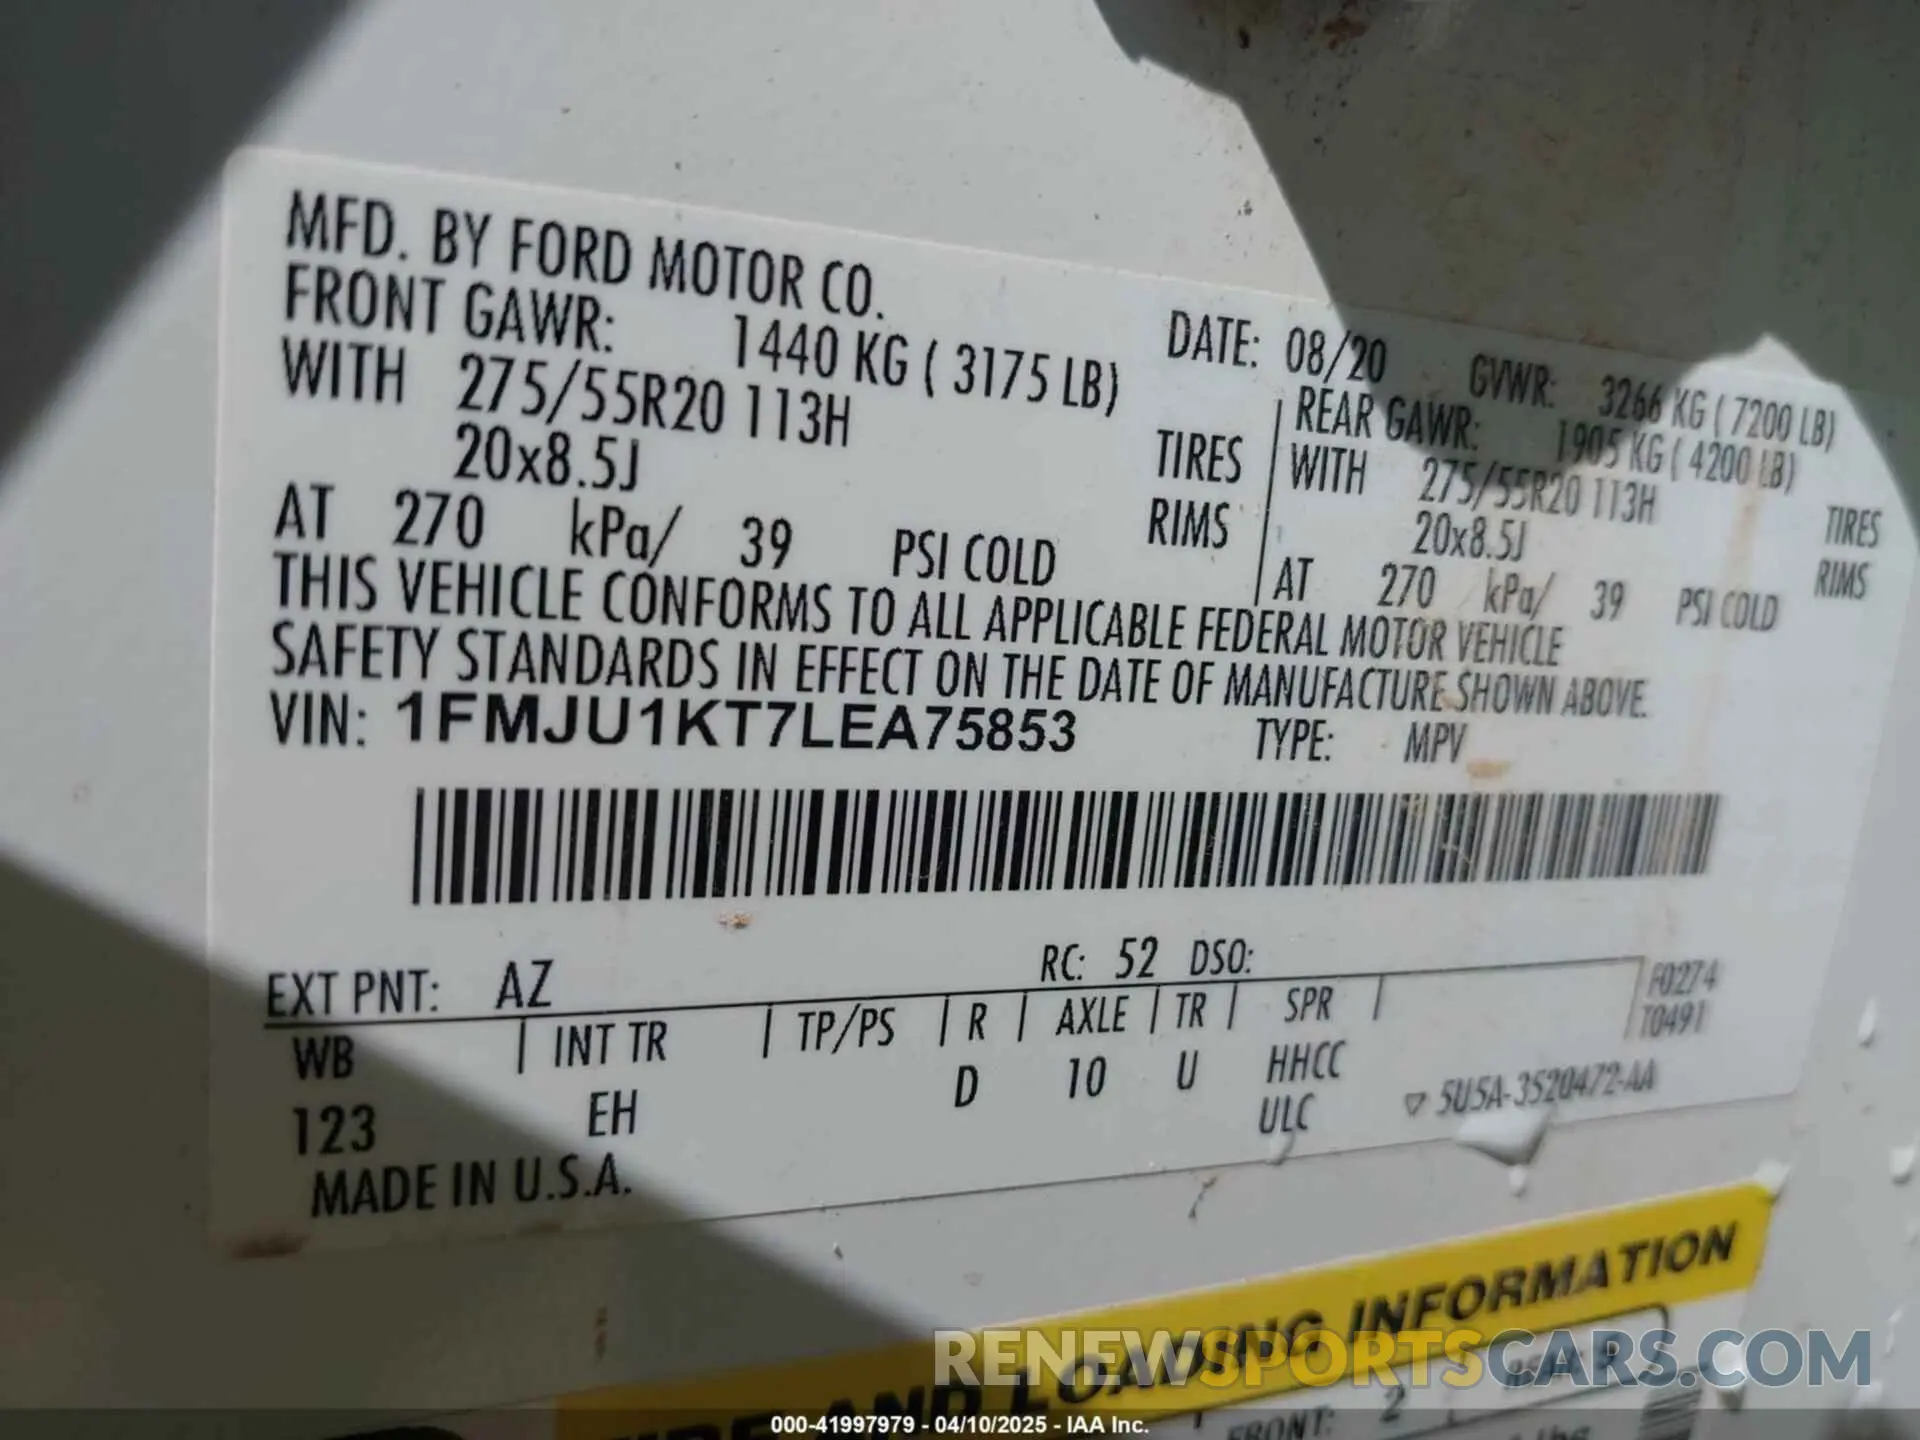 MFD. BY FORD MOTOR CO.
DATE: 08/20 GVWR: 3266 KG ( 7200 LB)
FRONT GAWR: 1440 KG ( 3175 LB)
WITH 275/55R20 113H TIRES
20x8.5J RIMS
AT 270 kPa/ 39 PSI COLD
REAR GAWR: 1905 KG ( 4200 LB)
WITH 275/55R20 113H TIRES
20x8.5J RIMS
AT 270 kPa/ 39 PSI COLD
THIS VEHICLE CONFORMS TO ALL APPLICABLE FEDERAL MOTOR VEHICLE
SAFETY STANDARDS IN EFFECT ON THE DATE OF MANUFACTURE SHOWN ABOVE.
VIN: 1FMJU1KT7LEA75853 TYPE: MPV
EXT PNT: AZ RC: 52 DSO:
WB | INT TR | TP/PS | R | AXLE | TR | SPR |
F0274
T0491
123 EH D 10 U HHCC
ULC
▽ 5U5A-3520472-AA
MADE IN U.S.A.
AND LOADING INFORMATION
FRONT: 2
RENEWSPORTSCARS.COM
000-41997979 - 04/10/2025 - IAA Inc.